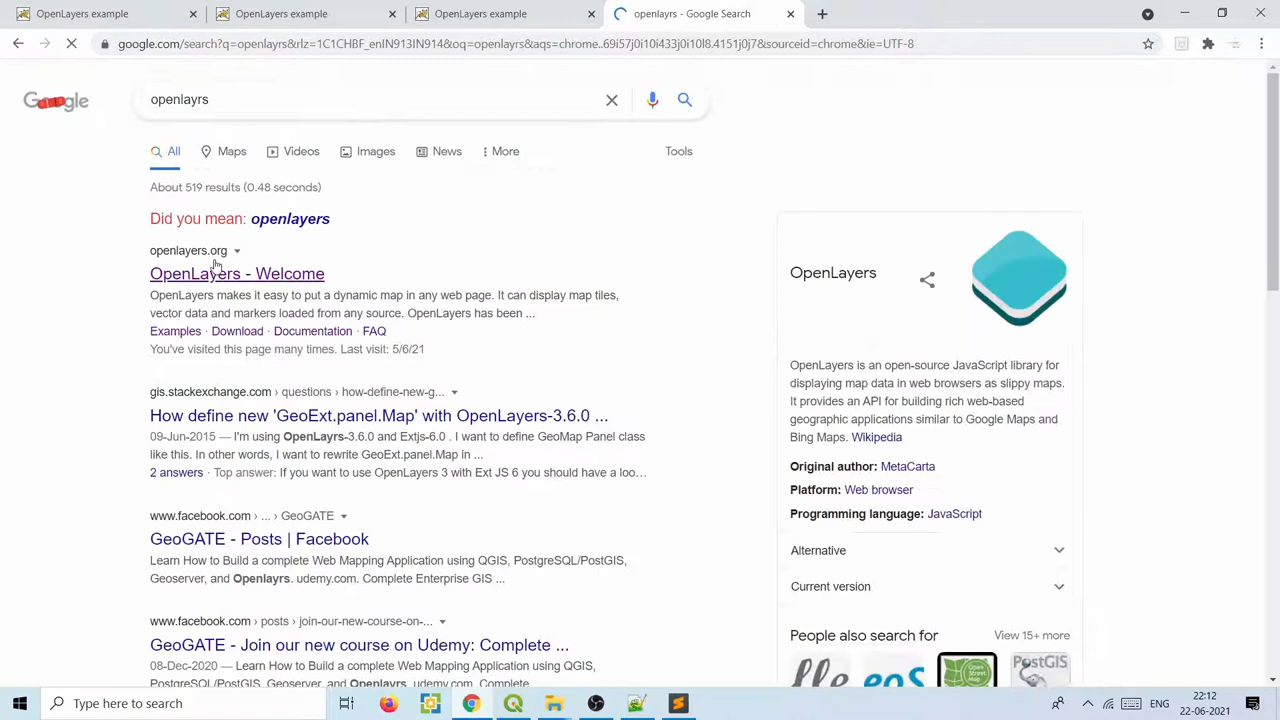 OpenLayers example
OpenLayers example
OpenLayers example
openlayrs - Google Search
google.com/search?q=openlayrs&rlz=1C1CHBF_enIN913IN914&oq=openlayrs&aqs=chrome..69i57j0i10i433j0i10l8.4151j0j7&sourceid=chrome&ie=UTF-8
Google
openlayrs
All
Maps
Videos
Images
News
More
Tools
About 519 results (0.48 seconds)
Did you mean: openlayers
openlayers.org
OpenLayers - Welcome
OpenLayers makes it easy to put a dynamic map in any web page. It can display map tiles,
vector data and markers loaded from any source. OpenLayers has been ...
Examples · Download · Documentation · FAQ
You've visited this page many times. Last visit: 5/6/21
gis.stackexchange.com › questions › how-define-new-g...
How define new 'GeoExt.panel.Map' with OpenLayers-3.6.0 ...
09-Jun-2015 — I'm using OpenLayrs-3.6.0 and Extjs-6.0 . I want to define GeoMap Panel class
like this. In other words, I want to rewrite GeoExt.panel.Map in ...
2 answers · Top answer: If you want to use OpenLayers 3 with Ext JS 6 you should have a loo…
www.facebook.com › ... › GeoGATE
GeoGATE - Posts | Facebook
Learn How to Build a complete Web Mapping Application using QGIS, PostgreSQL/PostGIS,
Geoserver, and Openlayrs. udemy.com. Complete Enterprise GIS ...
www.facebook.com › posts › join-our-new-course-on-...
GeoGATE - Join our new course on Udemy: Complete ...
08-Dec-2020 – Learn How to Build a complete Web Mapping Application using QGIS,
PostgreSQL/PostGIS, Geoserver, and Openlayrs. udemy.com. Complete
OpenLayers
OpenLayers is an open-source JavaScript library for
displaying map data in web browsers as slippy maps.
It provides an API for building rich web-based
geographic applications similar to Google Maps and
Bing Maps. Wikipedia
Original author: MetaCarta
Platform: Web browser
Programming language: JavaScript
Alternative
Current version
People also search for
View 15+ more
PostGIS
Type here to search
ENG
22:12
22-06-2021